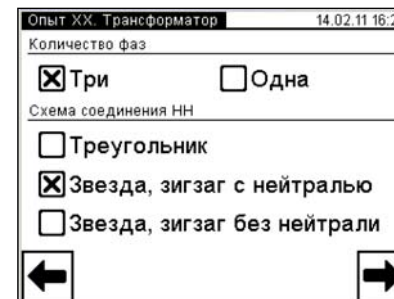 Опыт XX. Трансформатор 14.02.11 16:2
Количество фаз
Три Одна
Схема соединения НН
Треугольник
Звезда, зигзаг с нейтралью
Звезда, зигзаг без нейтрали